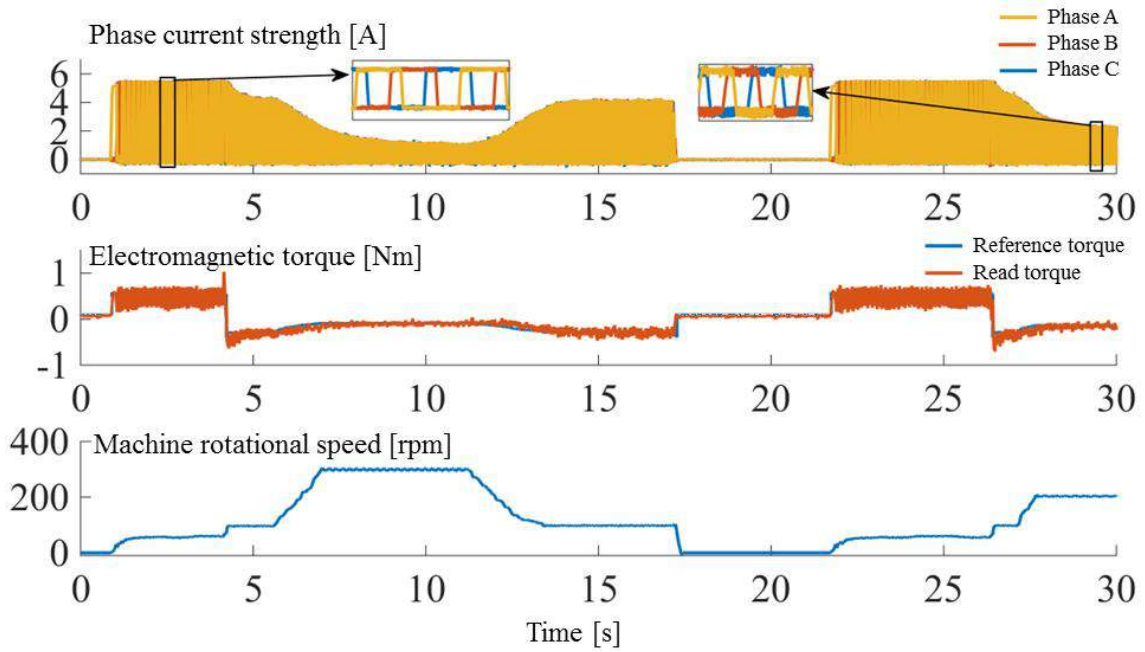 Phase current strength [A]
Phase A
Phase B
Phase C
6
4
2
0
0 5 10 15 20 25 30
Electromagnetic torque [Nm]
Reference torque
Read torque
1
0
-1
0 5 10 15 20 25 30
400
Machine rotational speed [rpm]
200
0
0 5 10 15 20 25 30
Time [s]